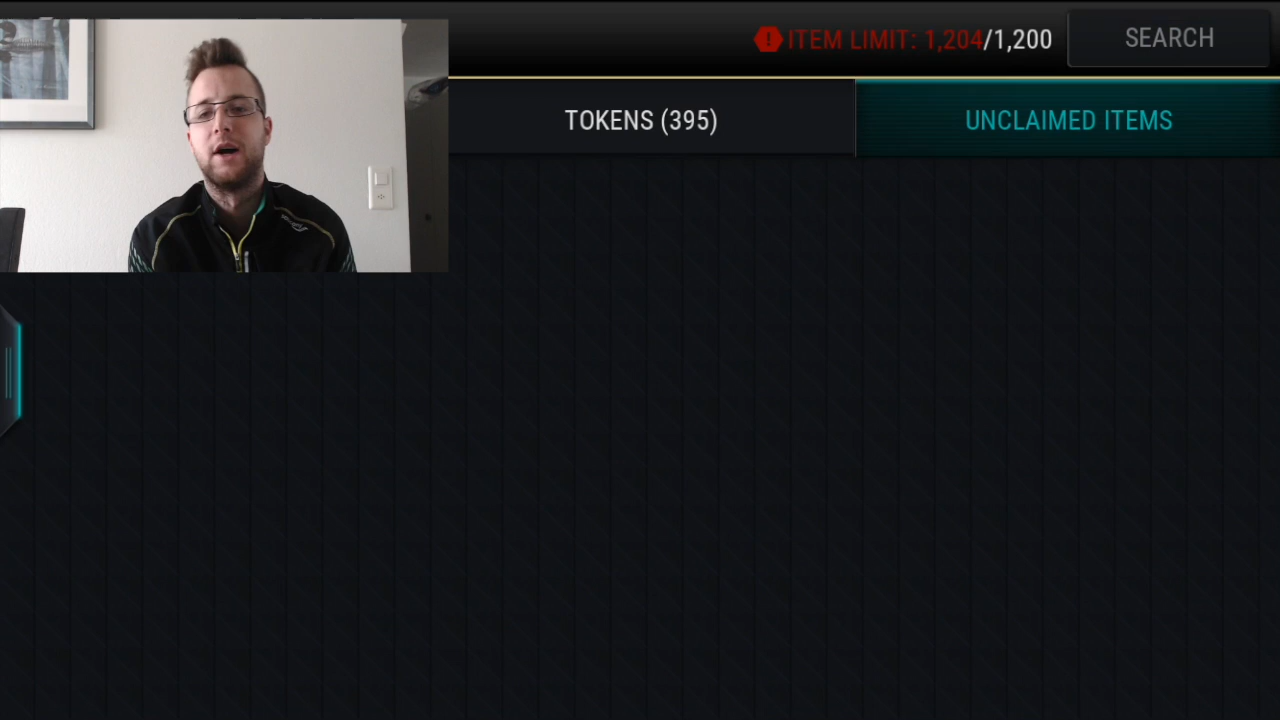 ITEM LIMIT: 1,204/1,200
SEARCH
TOKENS (395)
UNCLAIMED ITEMS